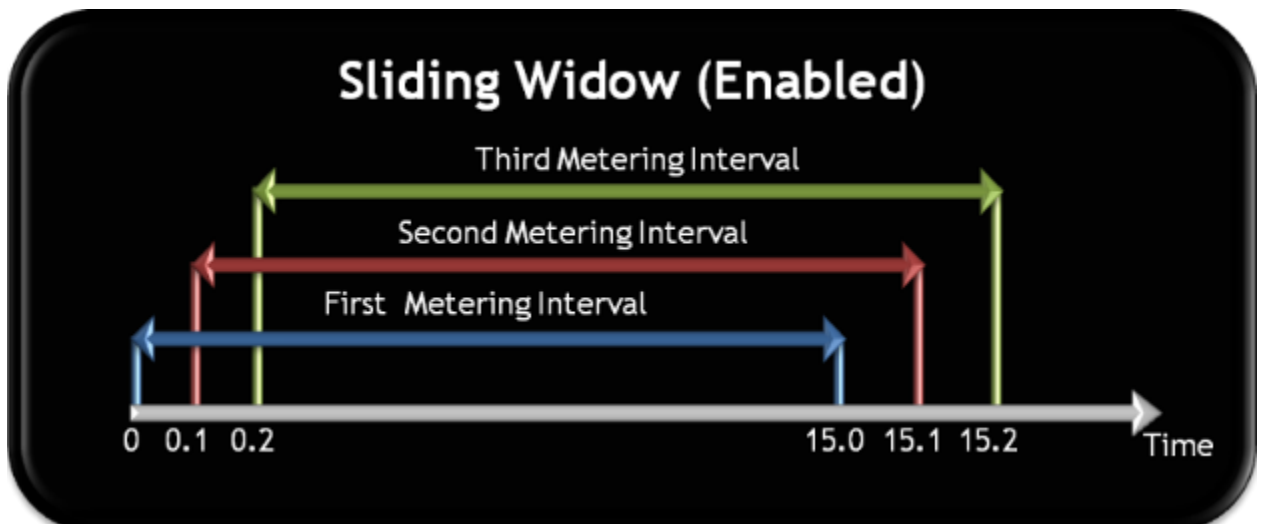 Sliding Widow (Enabled)
Third Metering Interval
Second Metering Interval
First Metering Interval
0 0.1 0.2 15.0 15.1 15.2
Time